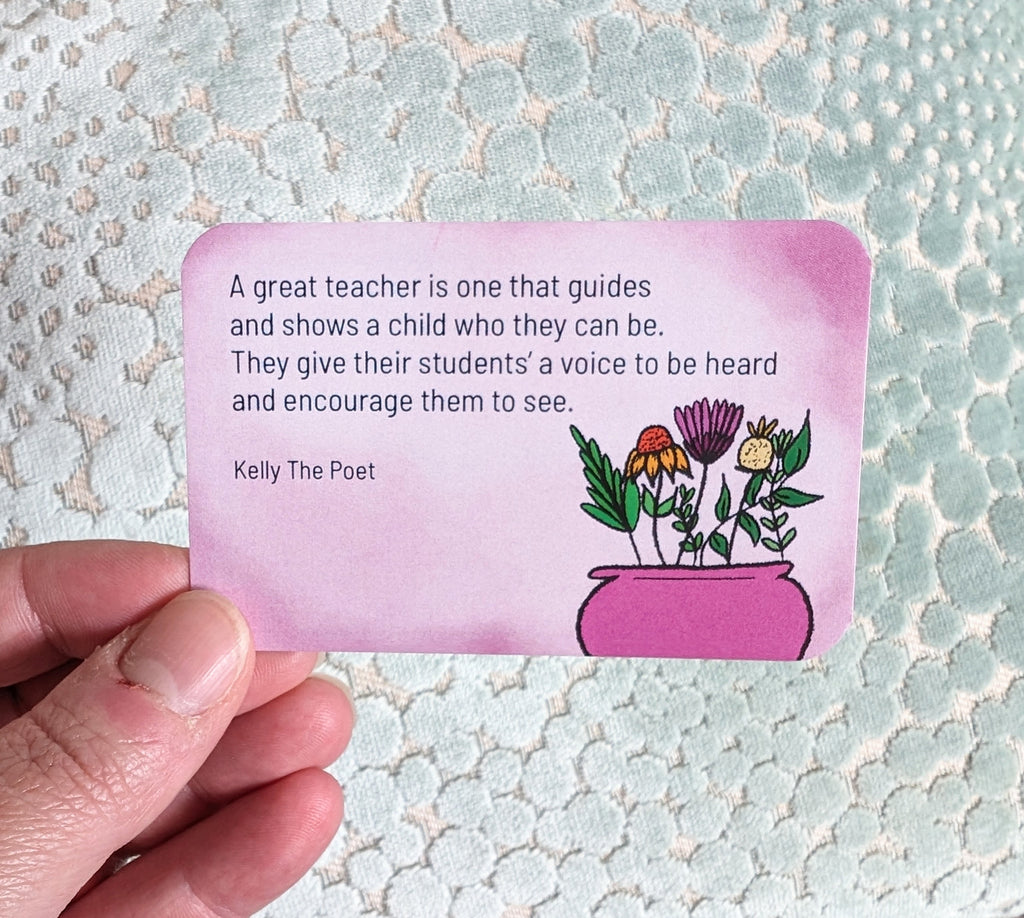 A great teacher is one that guides
and shows a child who they can be.
They give their students’ a voice to be heard
and encourage them to see.
Kelly The Poet